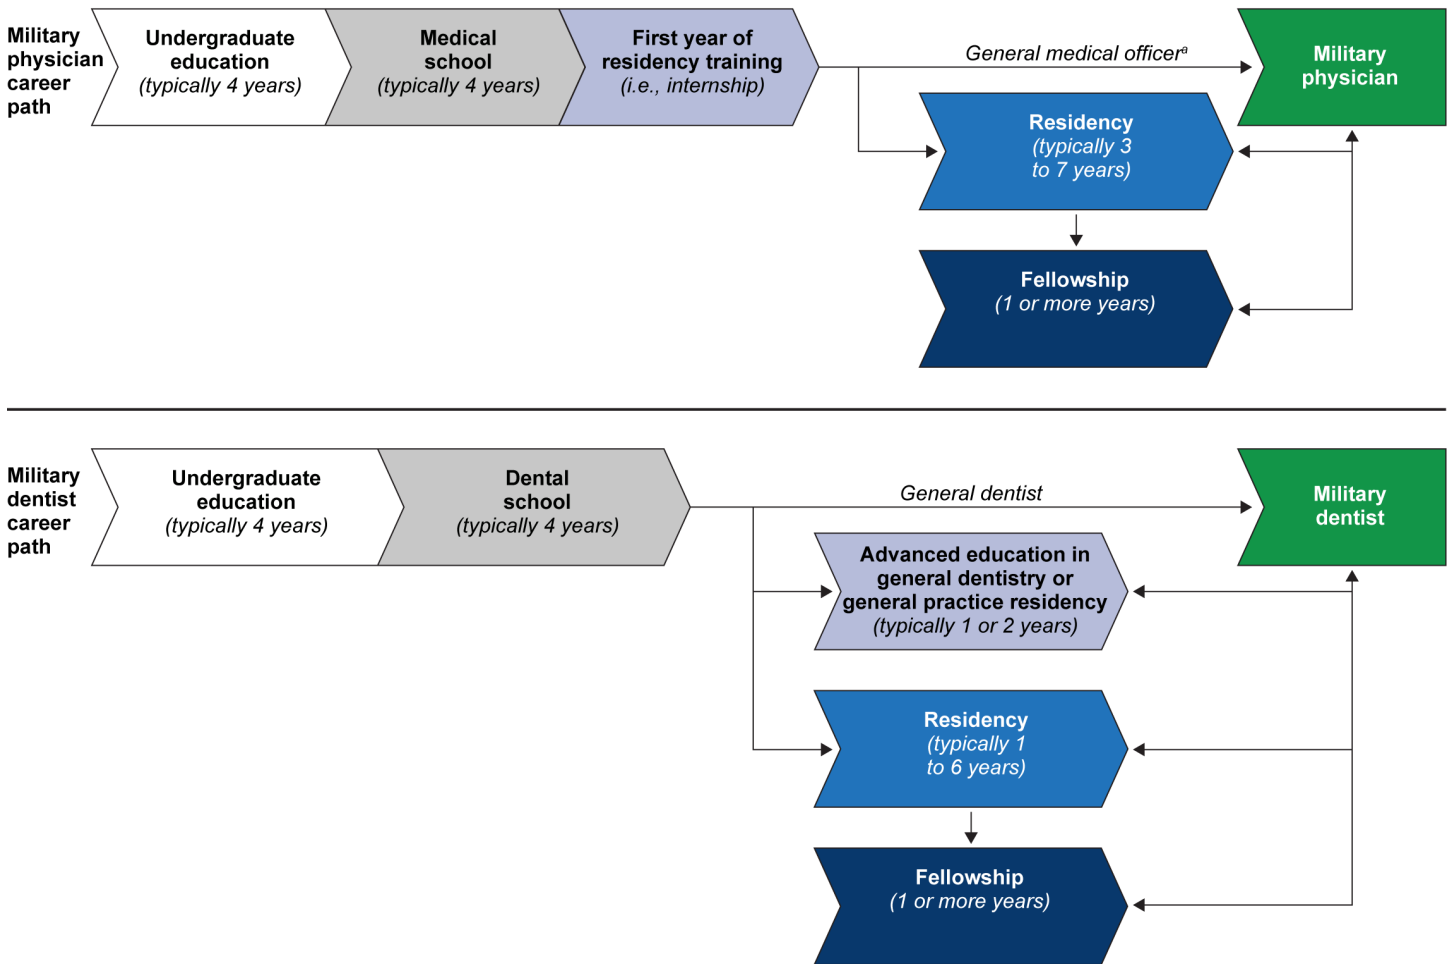 Military
physician
career
path
Undergraduate
education
(typically 4 years)
Medical
school
(typically 4 years)
First year of
residency training
(i.e., internship)
General medical officerᵃ
Military
physician
Residency
(typically 3
to 7 years)
Fellowship
(1 or more years)
Military
dentist
career
path
Undergraduate
education
(typically 4 years)
Dental
school
(typically 4 years)
General dentist
Military
dentist
Advanced education in
general dentistry or
general practice residency
(typically 1 or 2 years)
Residency
(typically 1
to 6 years)
Fellowship
(1 or more years)